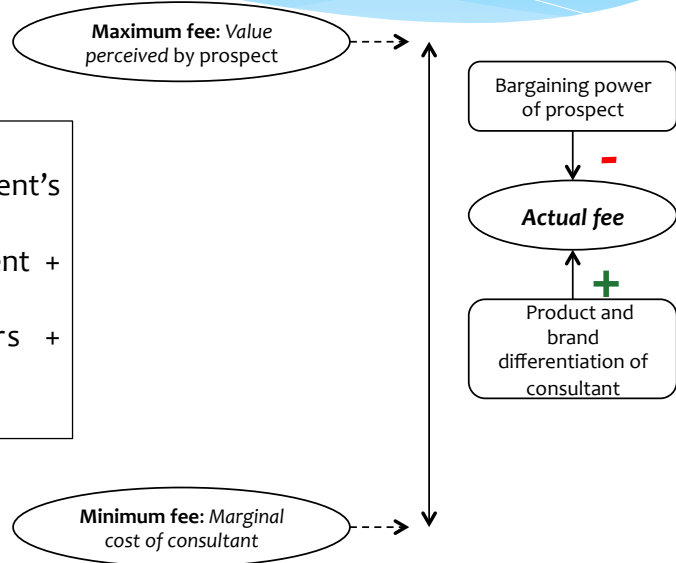 Maximum fee: Value
perceived by prospect
Bargaining power
of prospect
-
ent's
Actual fee
ent +
+
rs +
Product and
brand
differentiation of
consultant
Minimum fee: Marginal
cost of consultant